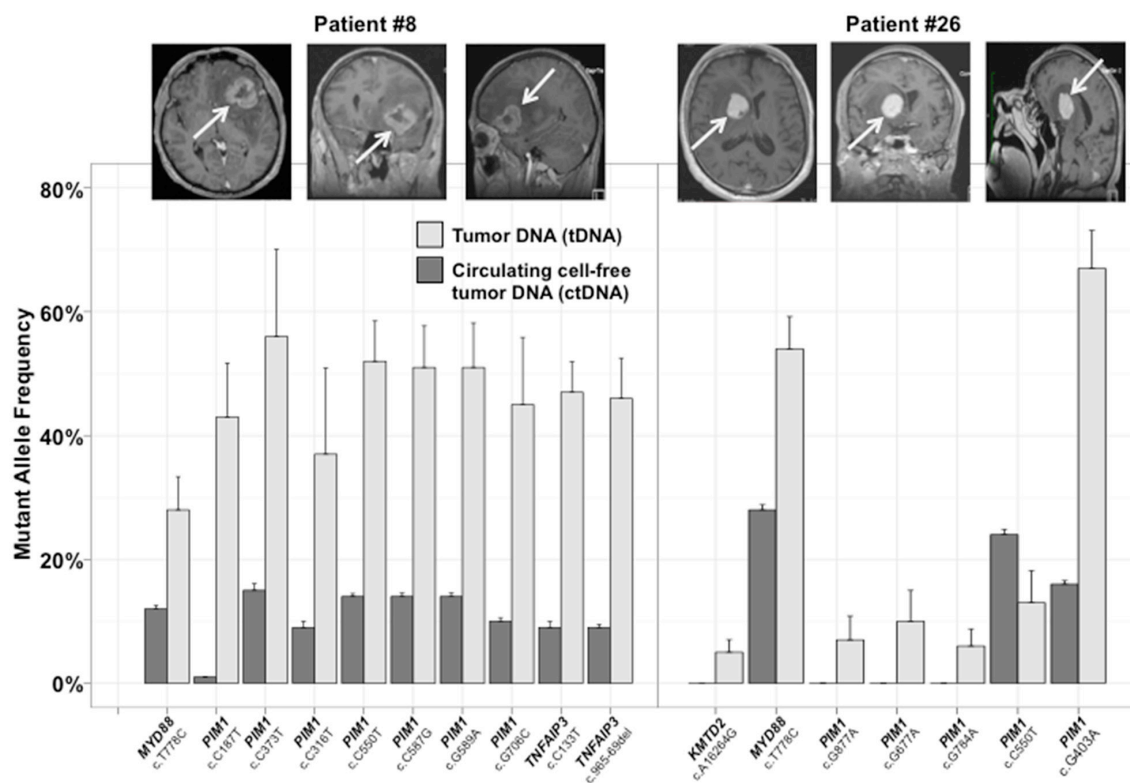 Patient #8
Patient #26
80%
60%
40%
20%
0%
Mutant Allele Frequency
Tumor DNA (tDNA)
Circulating cell-free
tumor DNA (ctDNA)
MYD88
c.T778C
PIM1
c.C187T
PIM1
c.C373T
PIM1
c.C316T
PIM1
c.C550T
PIM1
c.C587G
PIM1
c.G589A
PIM1
c.G706C
TNFAIP3
c.C133T
TNFAIP3
c.965-69del
KMTD2
c.A16264G
MYD88
c.T778C
PIM1
c.G877A
PIM1
c.G677A
PIM1
c.G784A
PIM1
c.C550T
PIM1
c.G403A